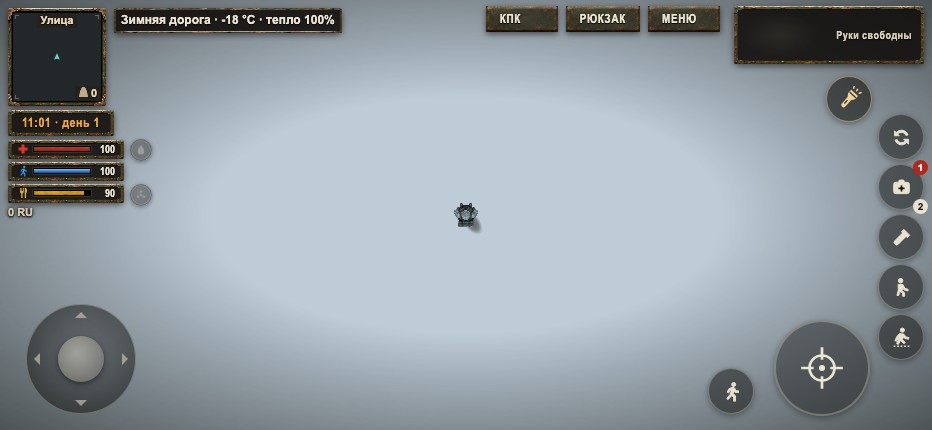 Улица
0
Зимняя дорога · -18 °C · тепло 100%
КПК
РЮКЗАК
МЕНЮ
Руки свободны
11:01 · день 1
100
100
90
0 RU
1
2